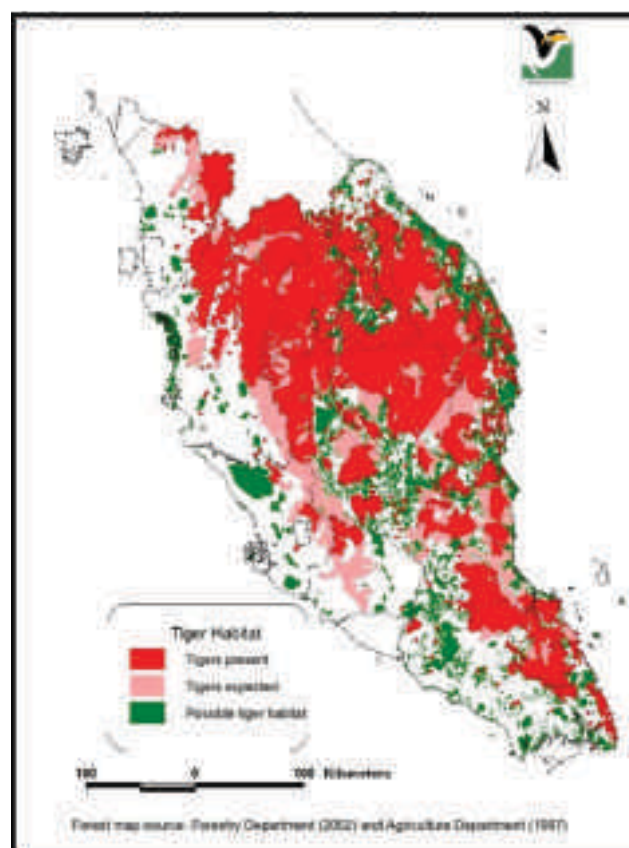 N
Tiger Habitat
Tigers present
Tigers expected
Possible tiger habitat
100 0 100 Kilometers
Forest map source: Forestry Department (2002) and Agriculture Department (1997)